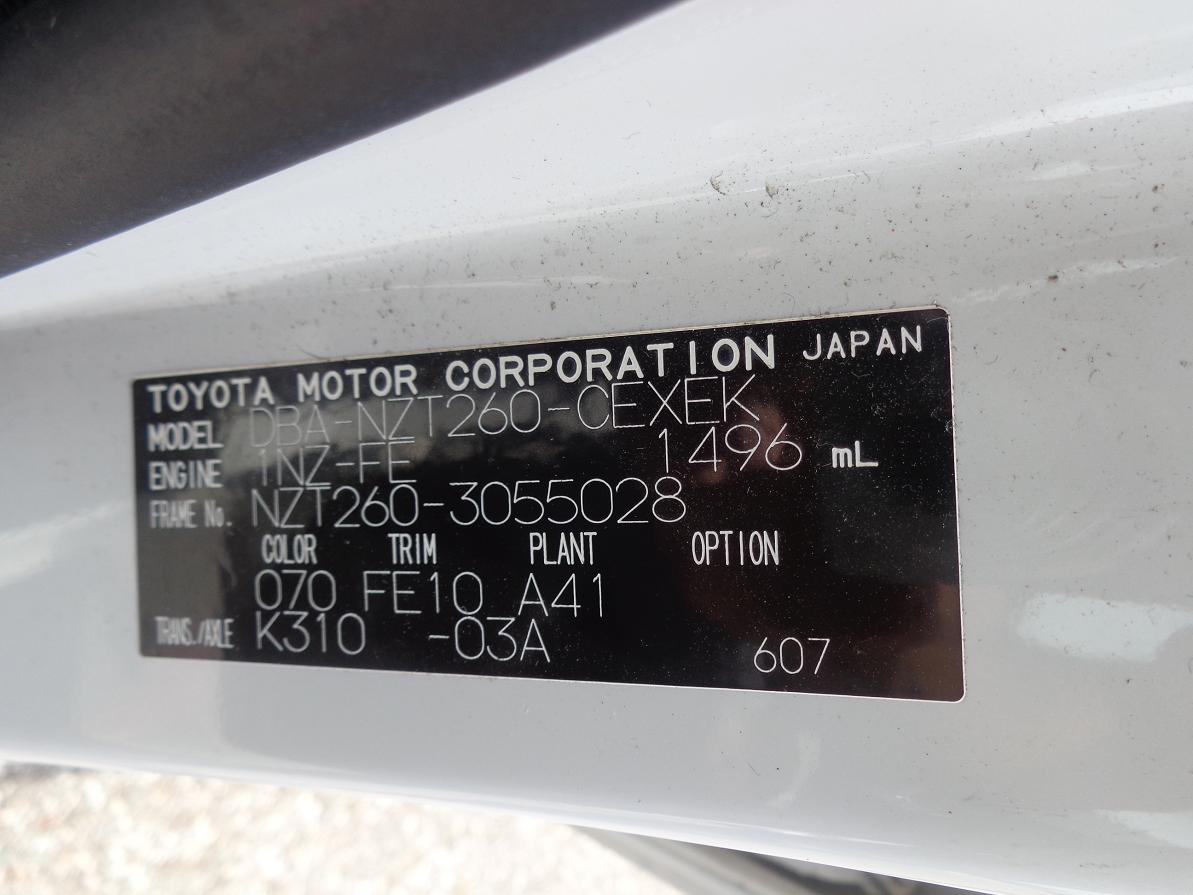 TOYOTA MOTOR CORPORATION JAPAN
MODEL DBA-NZT260-CEXEK
ENGINE 1NZ-FE 1496 mL
FRAME No. NZT260-3055028
COLOR TRIM PLANT OPTION
070 FE10 A41
TRANS./AXLE K310 -03A
607